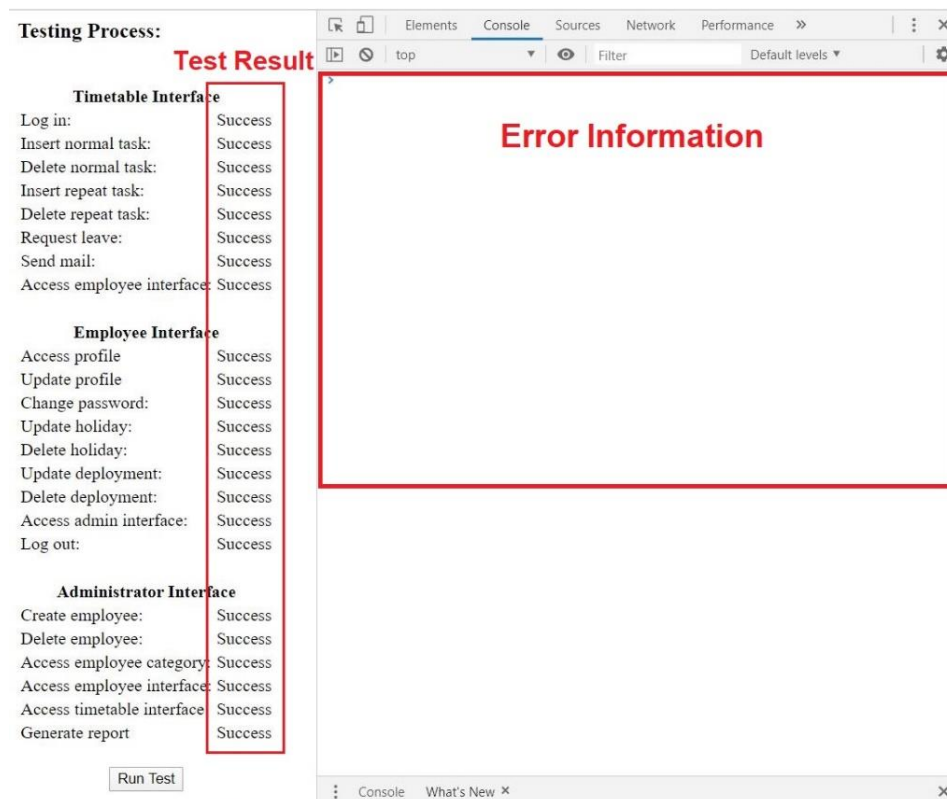 Testing Process:
Test Result
Timetable Interface
Log in: Success
Insert normal task: Success
Delete normal task: Success
Insert repeat task: Success
Delete repeat task: Success
Request leave: Success
Send mail: Success
Access employee interface: Success
Employee Interface
Access profile Success
Update profile Success
Change password: Success
Update holiday: Success
Delete holiday: Success
Update deployment: Success
Delete deployment: Success
Access admin interface: Success
Log out: Success
Administrator Interface
Create employee: Success
Delete employee: Success
Access employee category: Success
Access employee interface: Success
Access timetable interface Success
Generate report Success
Run Test
Elements Console Sources Network Performance »
top Filter Default levels ▼
>
Error Information
Console What's New ×